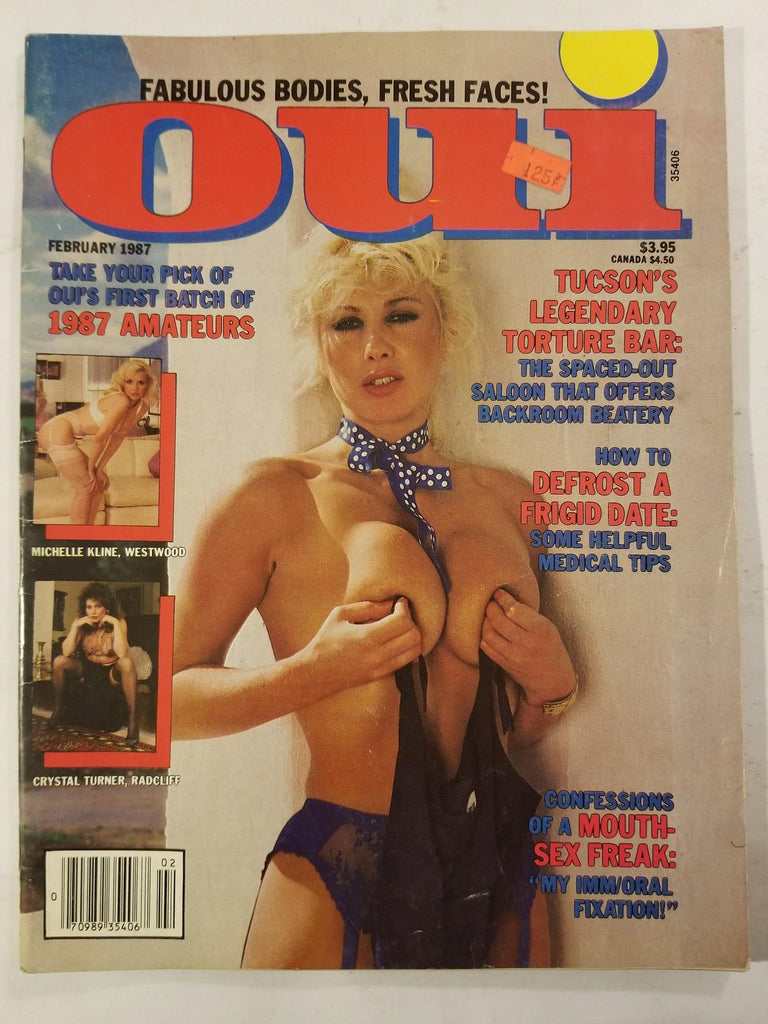 FABULOUS BODIES, FRESH FACES!
oui
125¢
35406
FEBRUARY 1987
$3.95
CANADA $4.50
TAKE YOUR PICK OF
OUI'S FIRST BATCH OF
1987 AMATEURS
TUCSON'S
LEGENDARY
TORTURE BAR:
THE SPACED-OUT
SALOON THAT OFFERS
BACKROOM BEATERY
HOW TO
DEFROST A
FRIGID DATE:
SOME HELPFUL
MEDICAL TIPS
MICHELLE KLINE, WESTWOOD
CRYSTAL TURNER, RADCLIFF
CONFESSIONS
OF A MOUTH-
SEX FREAK:
"MY IMM/ORAL
FIXATION!"
02
0 70989 35406